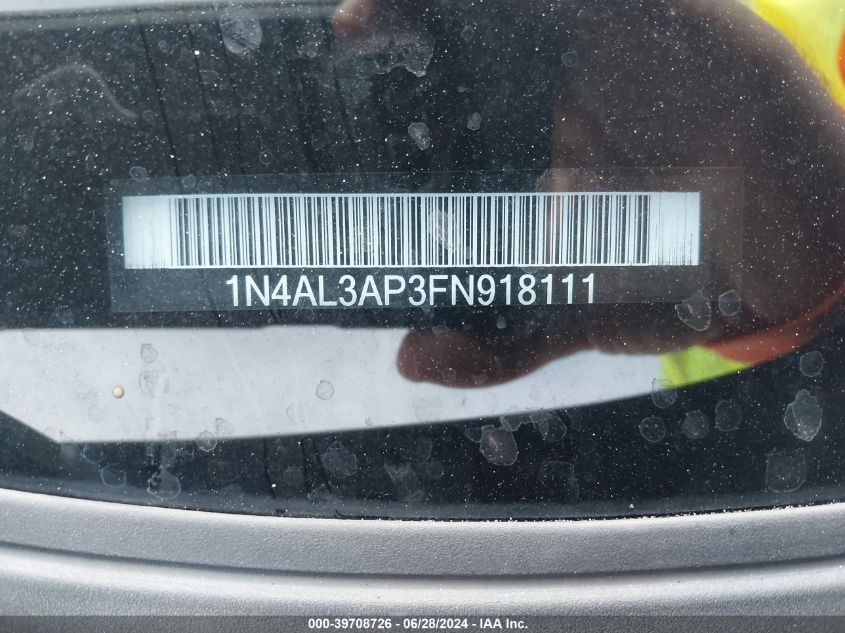 1N4AL3AP3FN918111
000-39708726 - 06/28/2024 - IAA Inc.